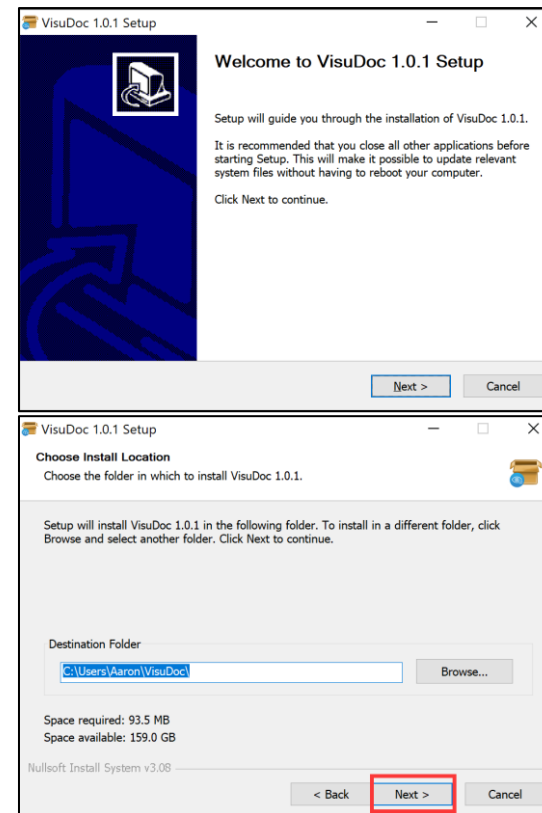 VisuDoc 1.0.1 Setup
Welcome to VisuDoc 1.0.1 Setup
Setup will guide you through the installation of VisuDoc 1.0.1.
It is recommended that you close all other applications before
starting Setup. This will make it possible to update relevant
system files without having to reboot your computer.
Click Next to continue.
Next >
Cancel
VisuDoc 1.0.1 Setup
Choose Install Location
Choose the folder in which to install VisuDoc 1.0.1.
Setup will install VisuDoc 1.0.1 in the following folder. To install in a different folder, click
Browse and select another folder. Click Next to continue.
Destination Folder
C:\Users\Aaron\VisuDoc\
Browse...
Space required: 93.5 MB
Space available: 159.0 GB
Nullsoft Install System v3.08
< Back
Next >
Cancel